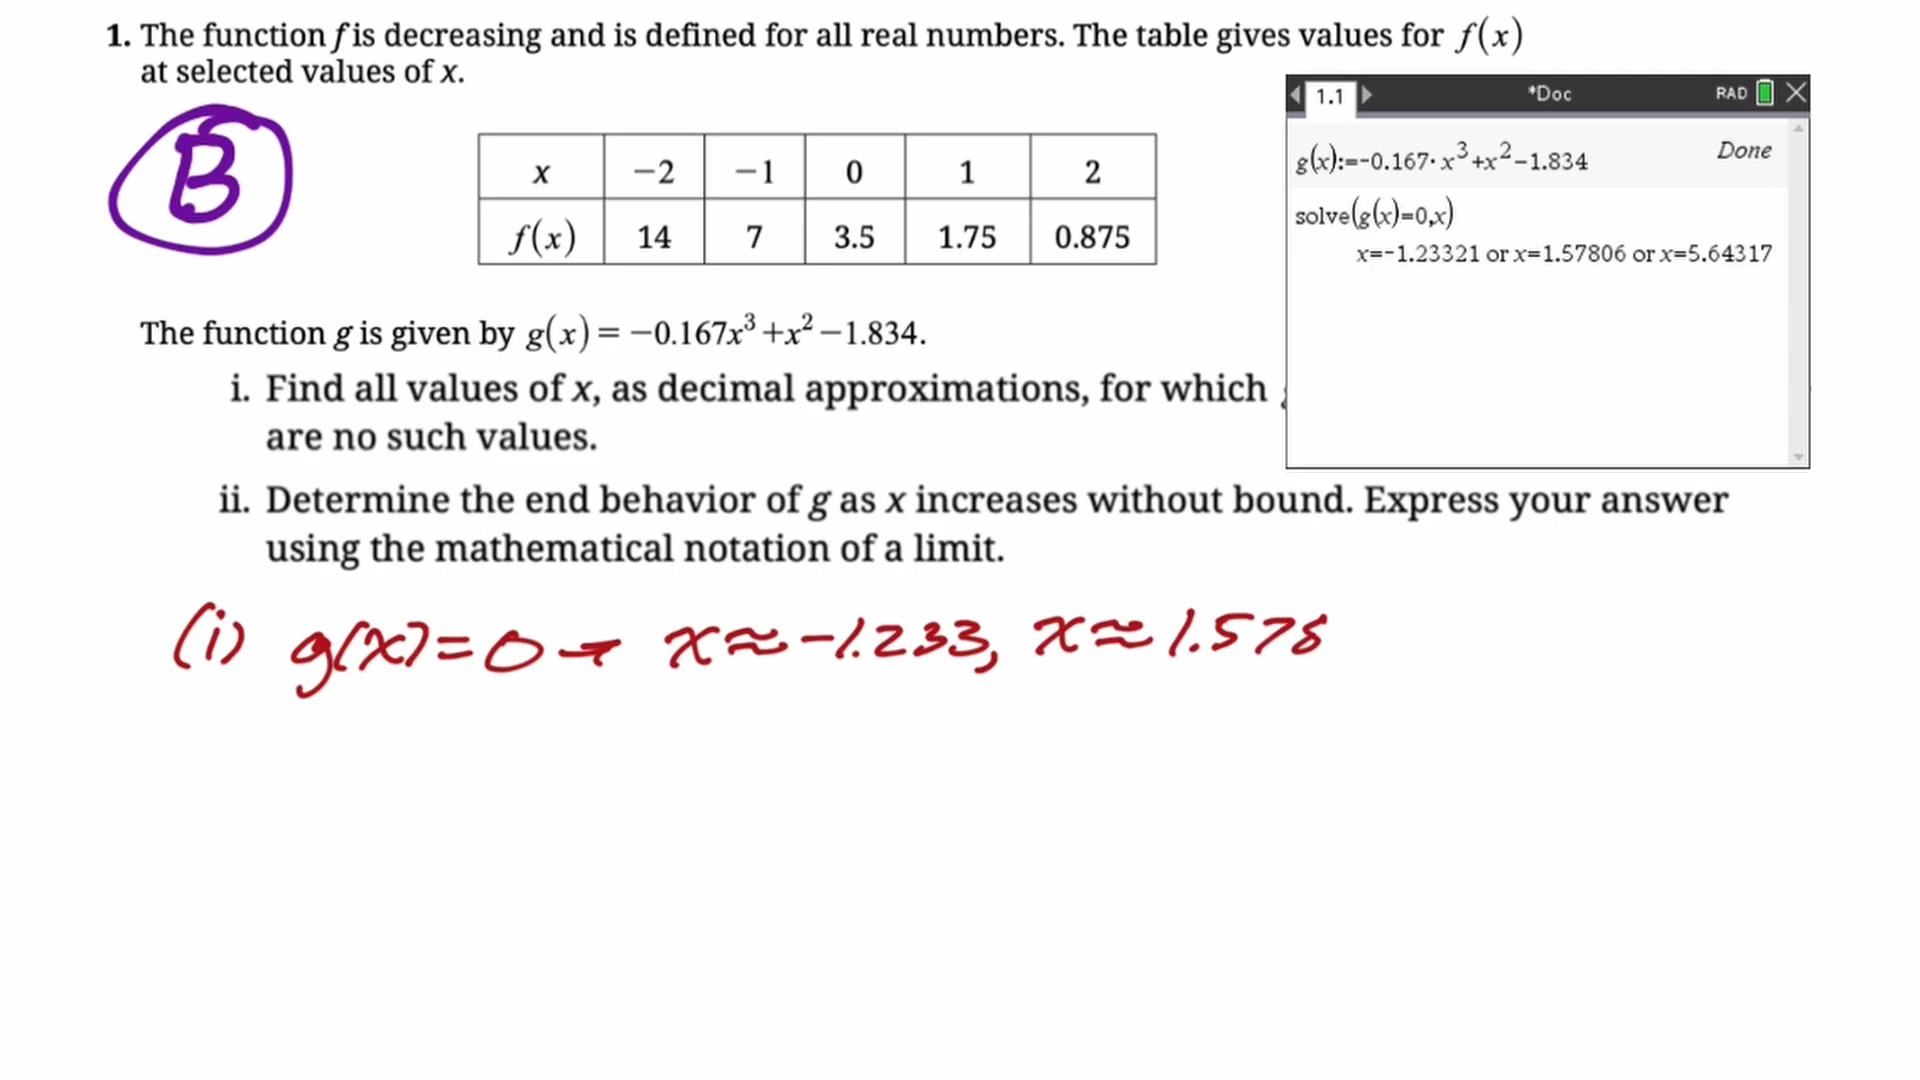 1. The function f is decreasing and is defined for all real numbers. The table gives values for f(x)
at selected values of x.
B
x −2 −1 0 1 2
f(x) 14 7 3.5 1.75 0.875
1.1 *Doc RAD
g(x):=-0.167·x³+x²−1.834 Done
solve(g(x)=0,x)
x=-1.23321 or x=1.57806 or x=5.64317
The function g is given by g(x) = −0.167x³ + x² − 1.834.
i. Find all values of x, as decimal approximations, for which
are no such values.
ii. Determine the end behavior of g as x increases without bound. Express your answer
using the mathematical notation of a limit.
(i) g(x)=0 → x≈−1.233, x≈1.578